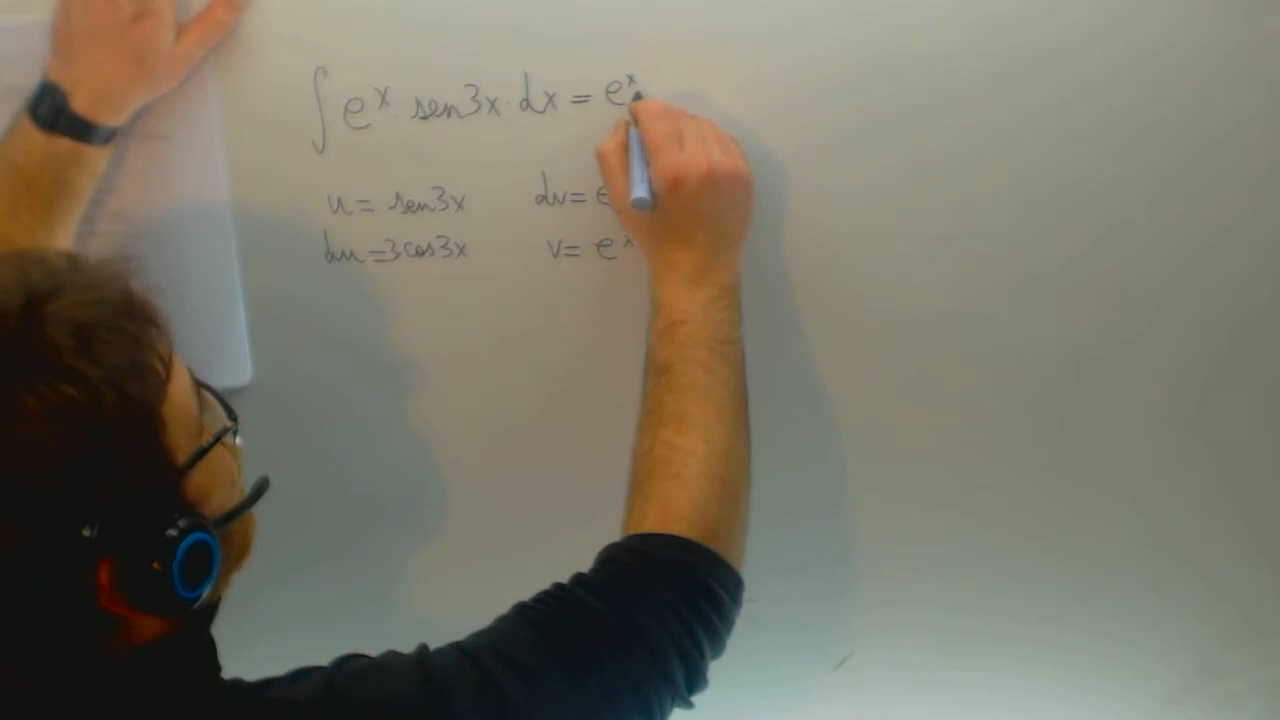 ∫ eˣ · sen3x dx = eˣ
u = sen3x dv = e
du = 3cos3x v = eˣ